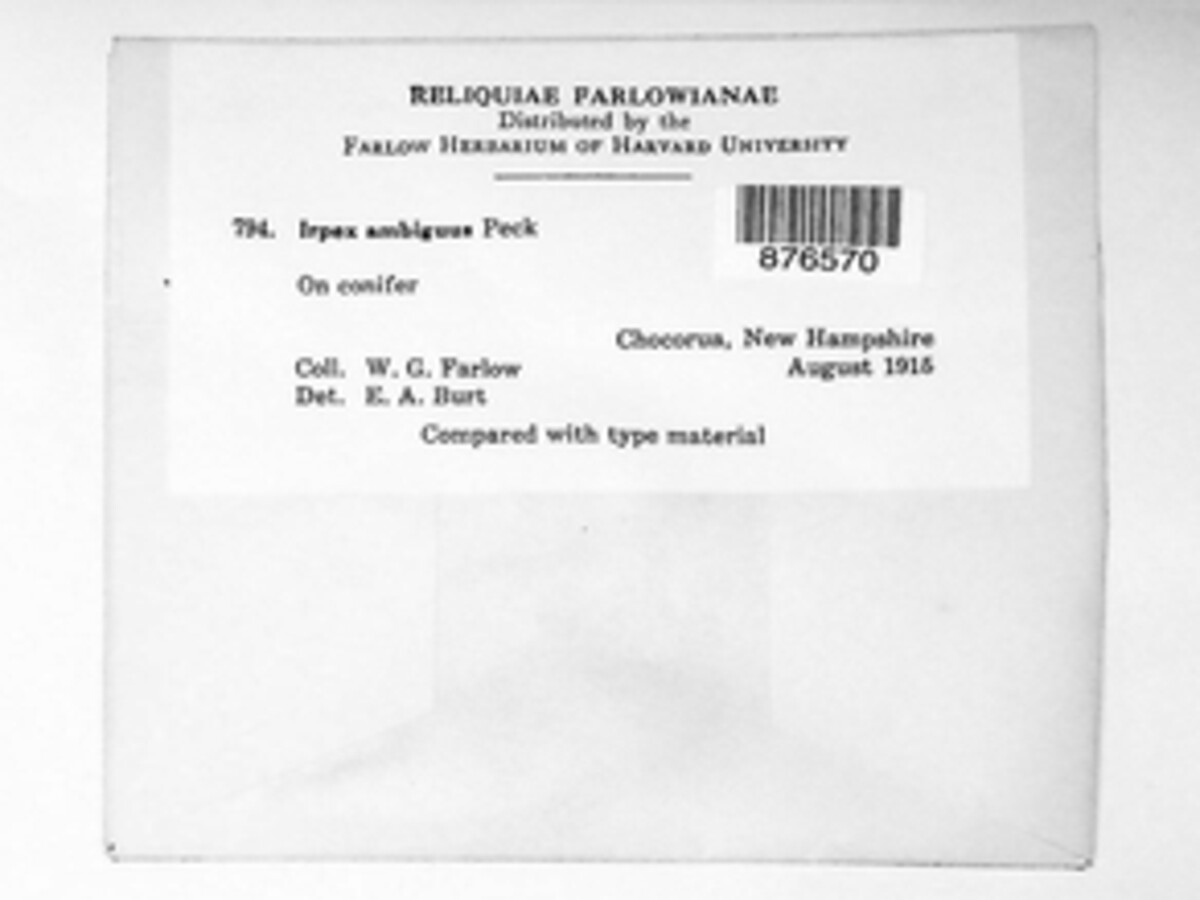 RELIQUIAE FARLOWIANAE
Distributed by the
FARLOW HERBARIUM OF HARVARD UNIVERSITY
794. Irpex ambiguus Peck
876570
On conifer
Chocorua, New Hampshire
August 1915
Coll. W. G. Farlow
Det. E. A. Burt
Compared with type material